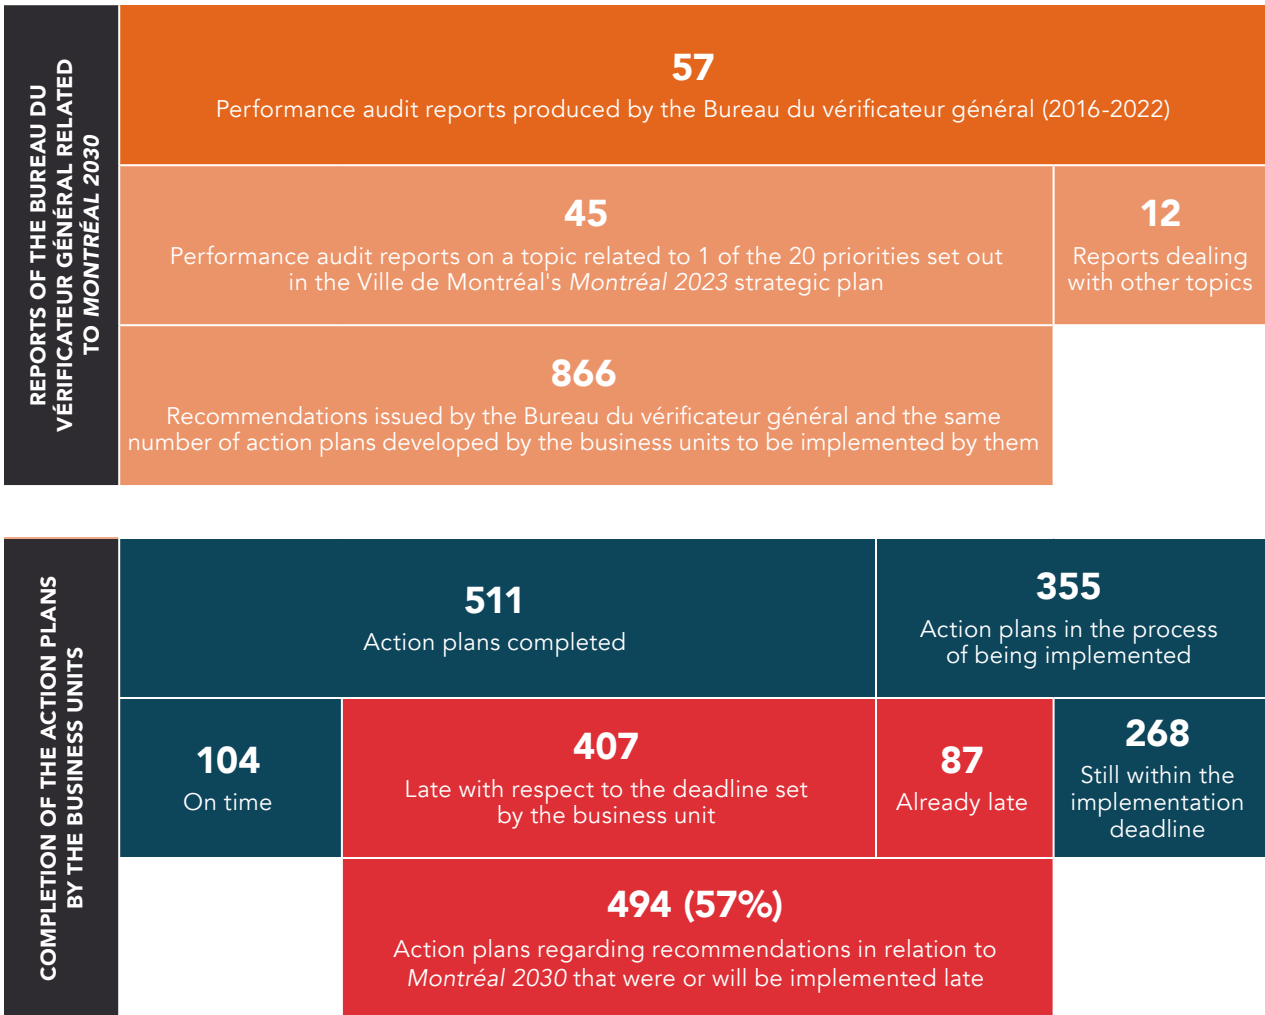 REPORTS OF THE BUREAU DU
VÉRIFICATEUR GÉNÉRAL RELATED
TO MONTRÉAL 2030
57
Performance audit reports produced by the Bureau du vérificateur général (2016-2022)
45
Performance audit reports on a topic related to 1 of the 20 priorities set out
in the Ville de Montréal's Montréal 2023 strategic plan
12
Reports dealing
with other topics
866
Recommendations issued by the Bureau du vérificateur général and the same
number of action plans developed by the business units to be implemented by them
COMPLETION OF THE ACTION PLANS
BY THE BUSINESS UNITS
511
Action plans completed
355
Action plans in the process
of being implemented
104
On time
407
Late with respect to the deadline set
by the business unit
87
Already late
268
Still within the
implementation
deadline
494 (57%)
Action plans regarding recommendations in relation to
Montréal 2030 that were or will be implemented late